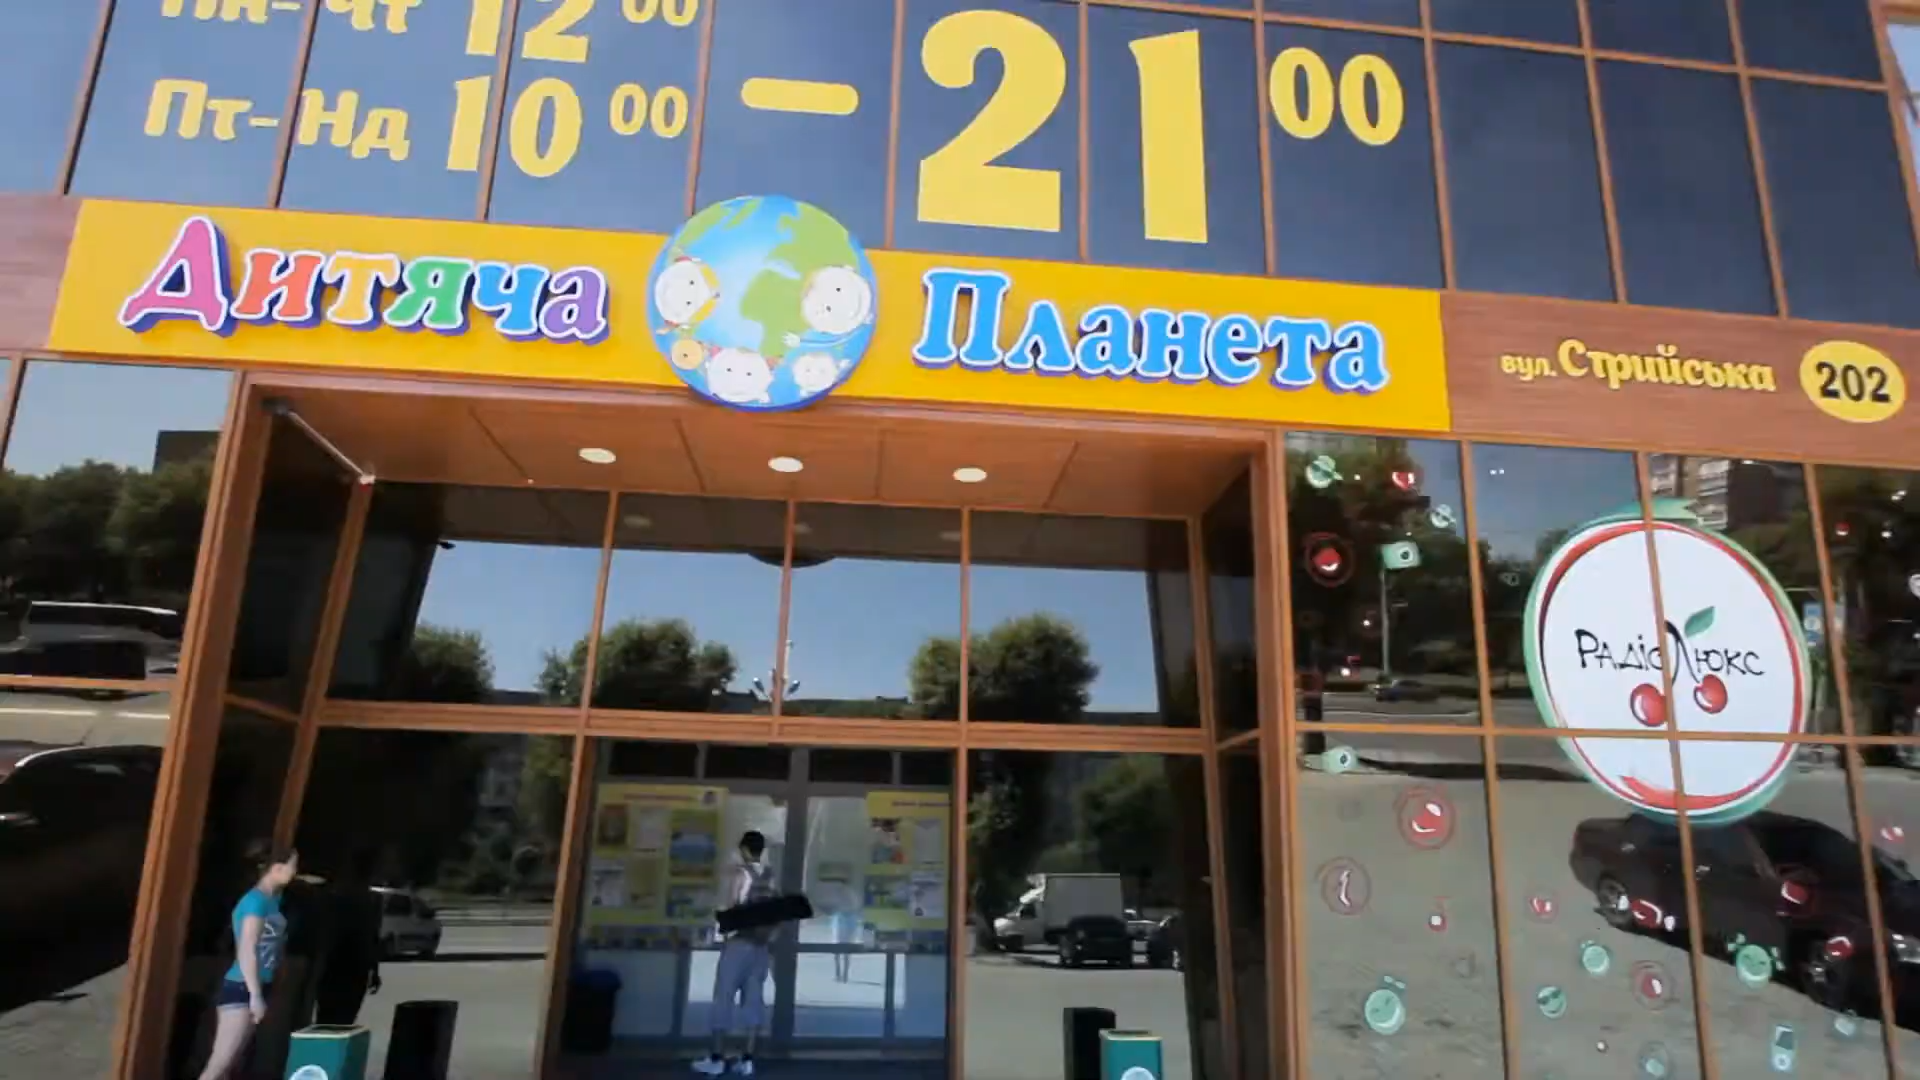 Пн-Чт 12 00
Пт-Нд 10 00 – 21 00
Дитяча Планета
вул. Стрийська 202
Радіо Люкс